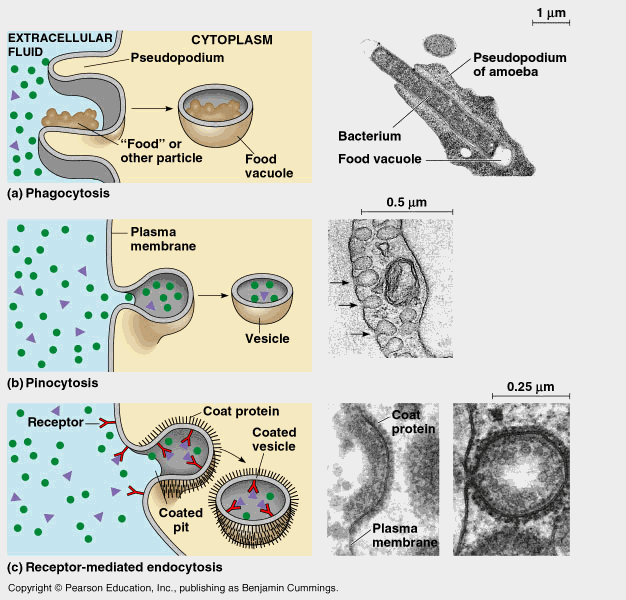 1 µm
EXTRACELLULAR
FLUID
CYTOPLASM
Pseudopodium
"Food" or
other particle
Food
vacuole
Pseudopodium
of amoeba
Bacterium
Food vacuole
(a) Phagocytosis
0.5 µm
Plasma
membrane
Vesicle
(b) Pinocytosis
0.25 µm
Receptor
Coat protein
Coated
vesicle
Coated
pit
Coat
protein
Plasma
membrane
(c) Receptor-mediated endocytosis
Copyright © Pearson Education, Inc., publishing as Benjamin Cummings.